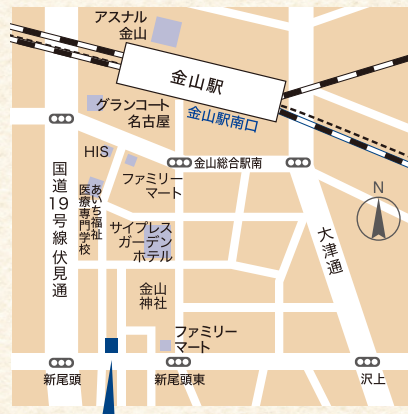 アスナル
金山
金山駅
グランコート
名古屋
金山駅南口
HIS
金山総合駅南
ファミリー
マート
国道19号線 伏見通
あいち福祉
医療専門学校
N
サイプレス
ガーデン
ホテル
大津通
金山
神社
ファミリー
マート
新尾頭
新尾頭東
沢上